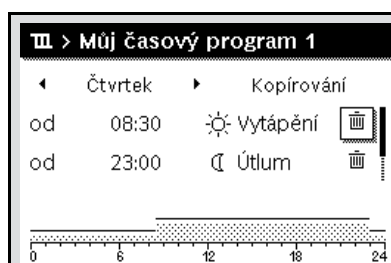 > Můj časový program 1
Čtvrtek Kopírování
od 08:30 Vytápění
od 23:00 Útlum
0 6 12 18 24